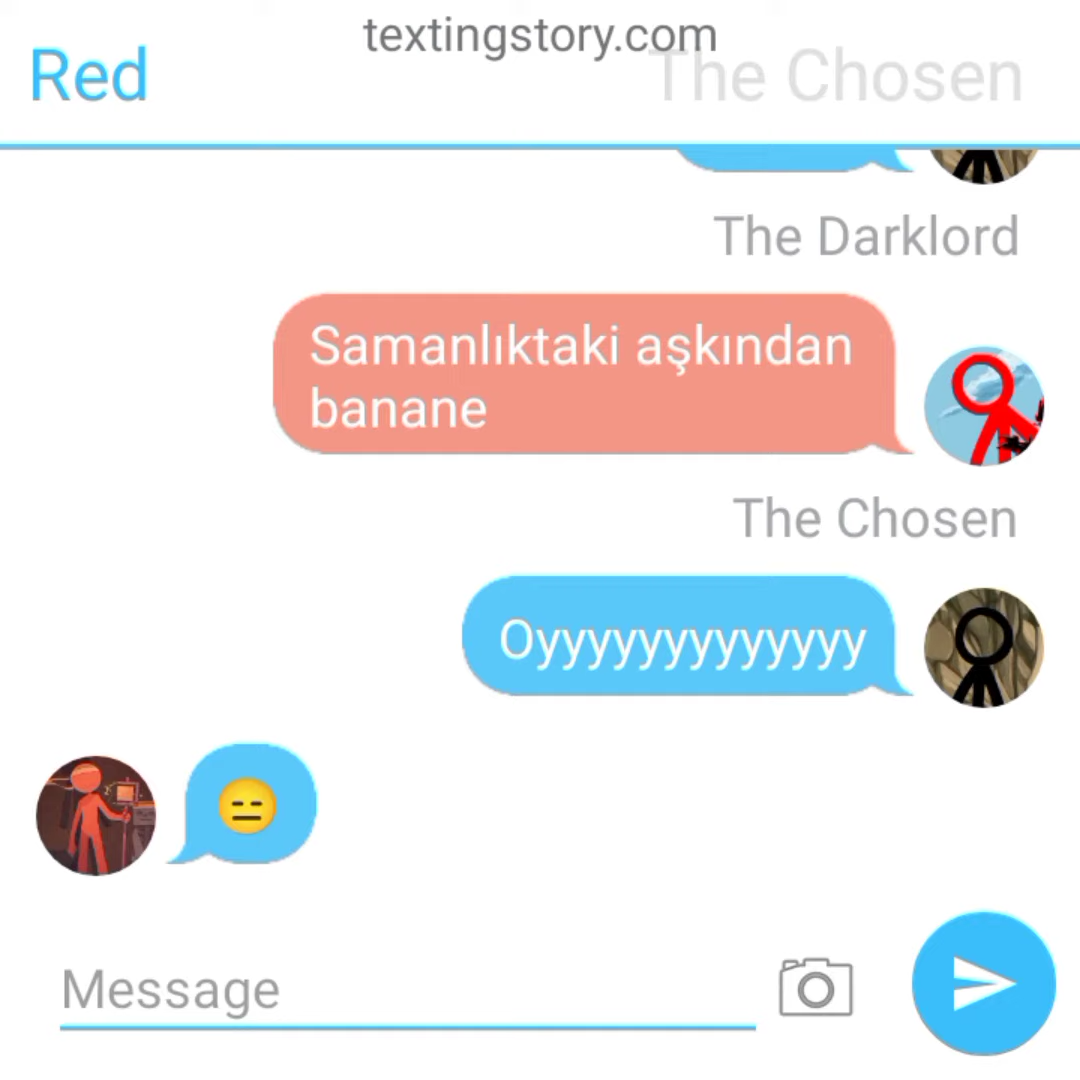 textingstory.com
Red
The Chosen
The Darklord
Samanlıktaki aşkından
banane
The Chosen
Oyyyyyyyyyyyyy
😑
Message